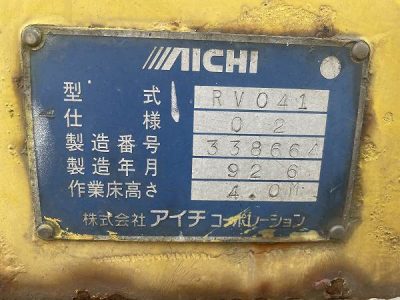 AICHI
型式 RV041
仕様 02
製造番号 338664
製造年月 92 6
作業床高さ 4.0M
株式会社 アイチ コーポレーション